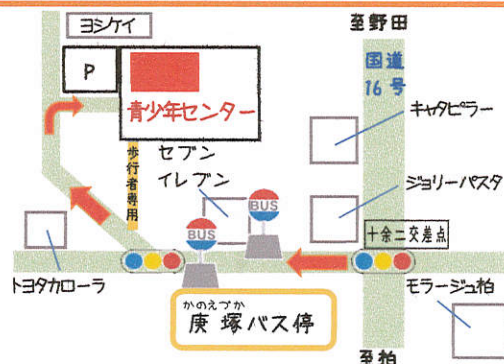 ヨシケイ
至野田
P
国道
16号
青少年センター
キャタピラー
歩行者専用
セブン
イレブン
BUS
ジョリーパスタ
BUS
十余二交差点
トヨタカローラ
モラージュ柏
かのえづか
庚塚バス停
至柏